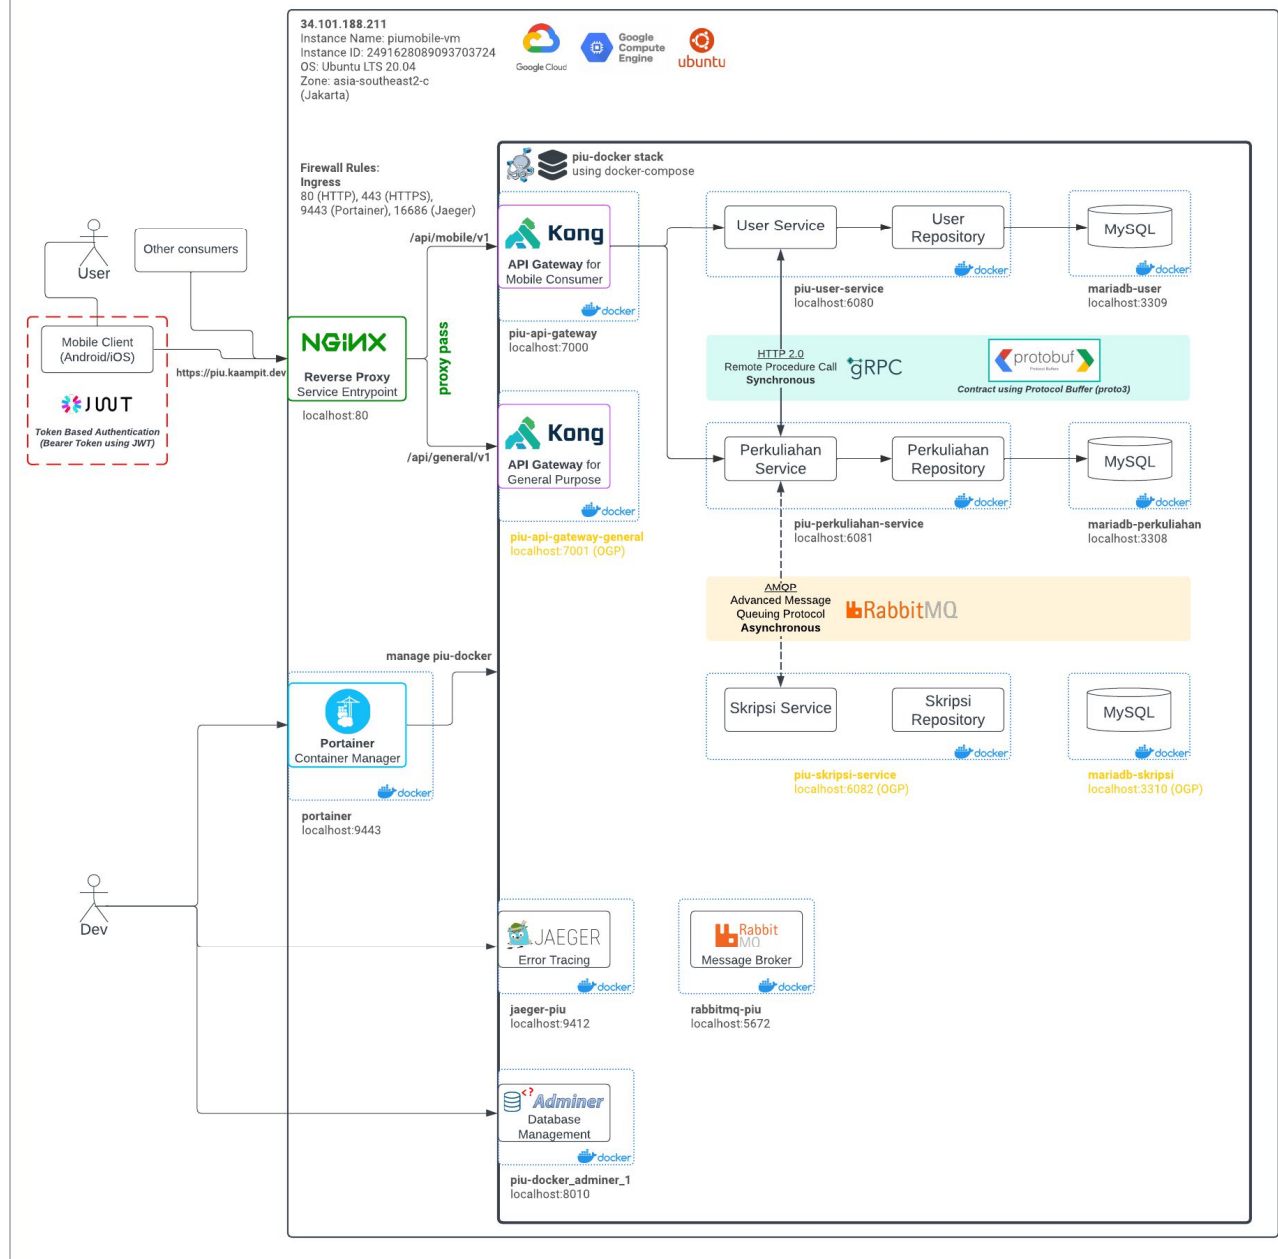 34.101.188.211
Instance Name: piumobile-vm
Instance ID: 2491628089093703724
OS: Ubuntu LTS 20.04
Zone: asia-southeast2-c
(Jakarta)
Google Cloud
Google
Compute
Engine
ubuntu
Firewall Rules:
Ingress
80 (HTTP), 443 (HTTPS),
9443 (Portainer), 16686 (Jaeger)
piu-docker stack
using docker-compose
User
Other consumers
Mobile Client
(Android/iOS)
JWT
Token Based Authentication
(Bearer Token using JWT)
https://piu.kaampit.dev
NGINX
Reverse Proxy
Service Entrypoint
localhost:80
proxy pass
/api/mobile/v1
/api/general/v1
Kong
API Gateway for
Mobile Consumer
docker
piu-api-gateway
localhost:7000
Kong
API Gateway for
General Purpose
docker
piu-api-gateway-general
localhost:7001 (OGP)
User Service
User
Repository
docker
piu-user-service
localhost:6080
MySQL
docker
mariadb-user
localhost:3309
HTTP 2.0
Remote Procedure Call
Synchronous
gRPC
protobuf
Protocol Buffers
Contract using Protocol Buffer (proto3)
Perkuliahan
Service
Perkuliahan
Repository
docker
piu-perkuliahan-service
localhost:6081
MySQL
docker
mariadb-perkuliahan
localhost:3308
AMQP
Advanced Message
Queuing Protocol
Asynchronous
RabbitMQ
Skripsi Service
Skripsi
Repository
docker
piu-skripsi-service
localhost:6082 (OGP)
MySQL
docker
mariadb-skripsi
localhost:3310 (OGP)
manage piu-docker
Portainer
Container Manager
docker
portainer
localhost:9443
Dev
JAEGER
Error Tracing
docker
jaeger-piu
localhost:9412
Rabbit
MQ
Message Broker
docker
rabbitmq-piu
localhost:5672
<? Adminer
Database
Management
docker
piu-docker_adminer_1
localhost:8010